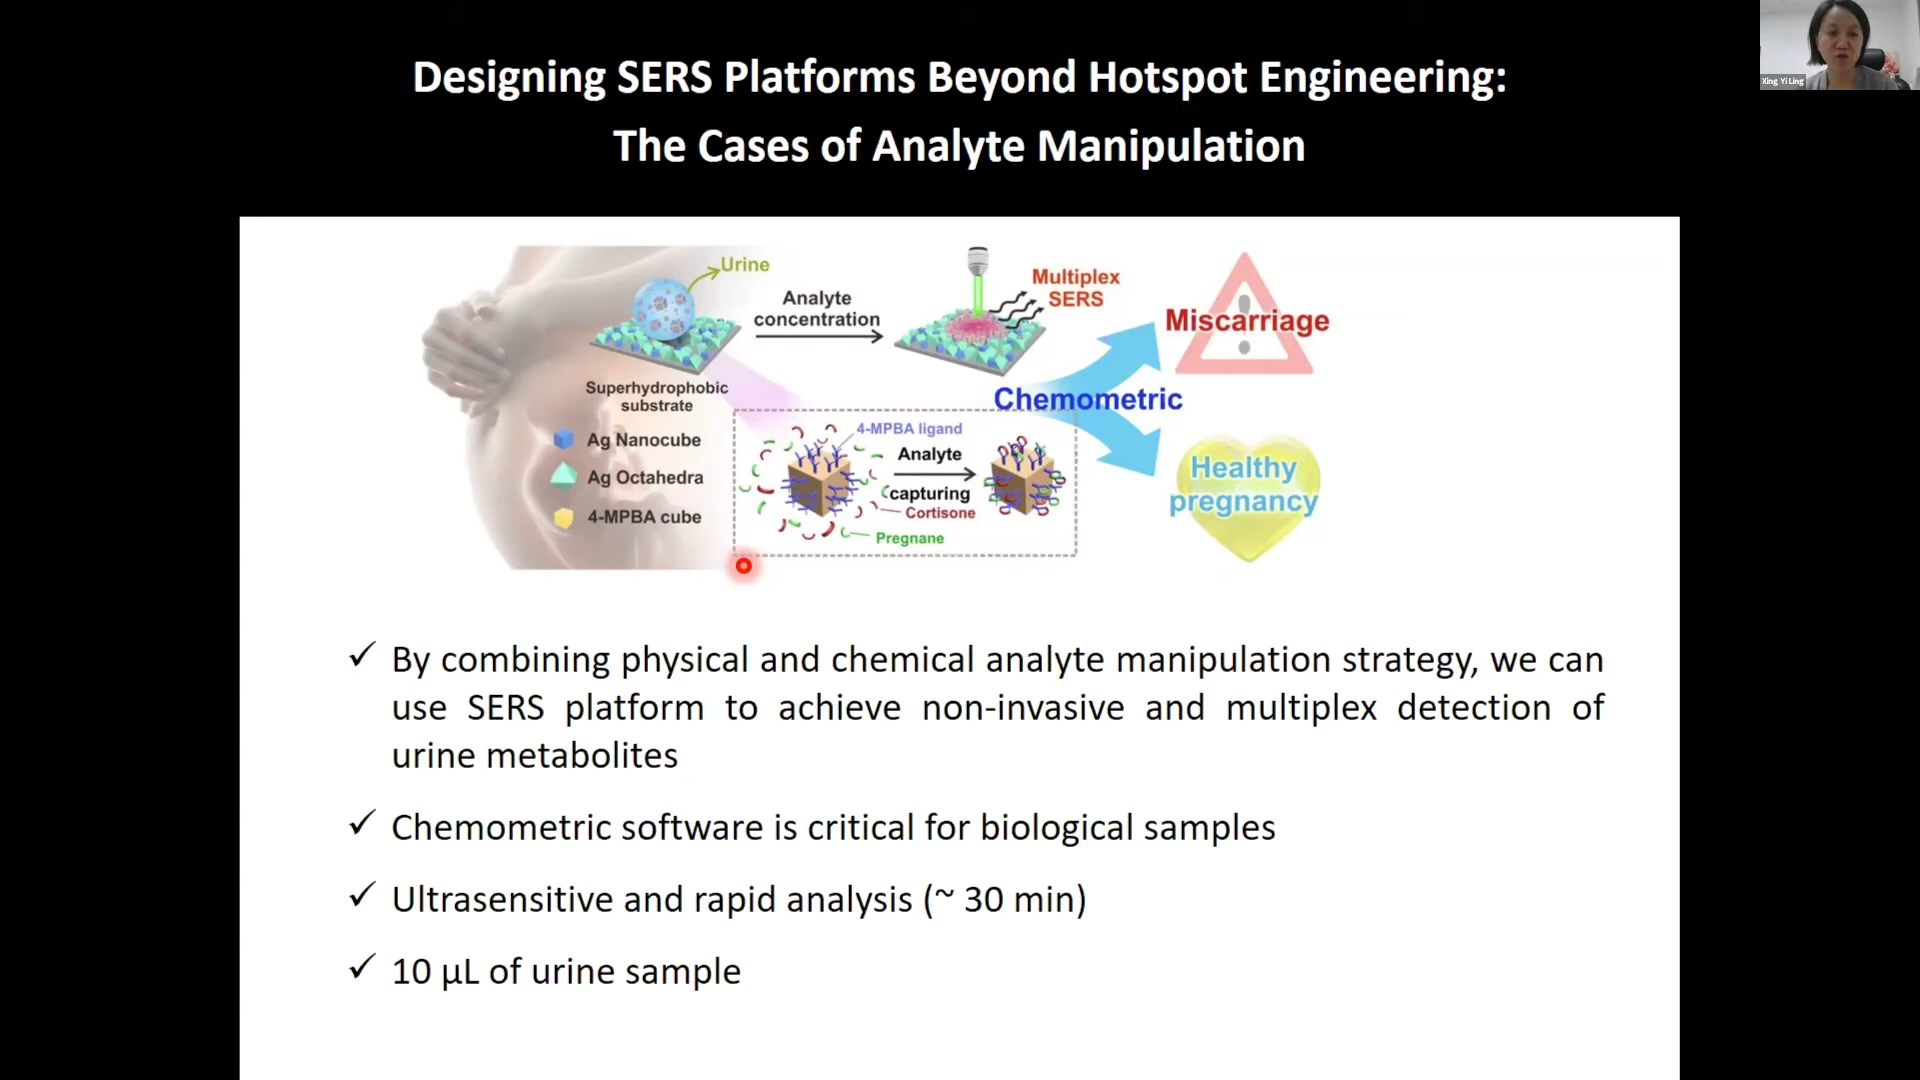 Designing SERS Platforms Beyond Hotspot Engineering:
The Cases of Analyte Manipulation
Xing Yi Ling
Urine
Analyte
concentration
Multiplex
SERS
Miscarriage
Superhydrophobic
substrate
Chemometric
Ag Nanocube
Ag Octahedra
4-MPBA cube
4-MPBA ligand
Analyte
capturing
Cortisone
Pregnane
Healthy
pregnancy
✓ By combining physical and chemical analyte manipulation strategy, we can
use SERS platform to achieve non-invasive and multiplex detection of
urine metabolites
✓ Chemometric software is critical for biological samples
✓ Ultrasensitive and rapid analysis (~ 30 min)
✓ 10 µL of urine sample